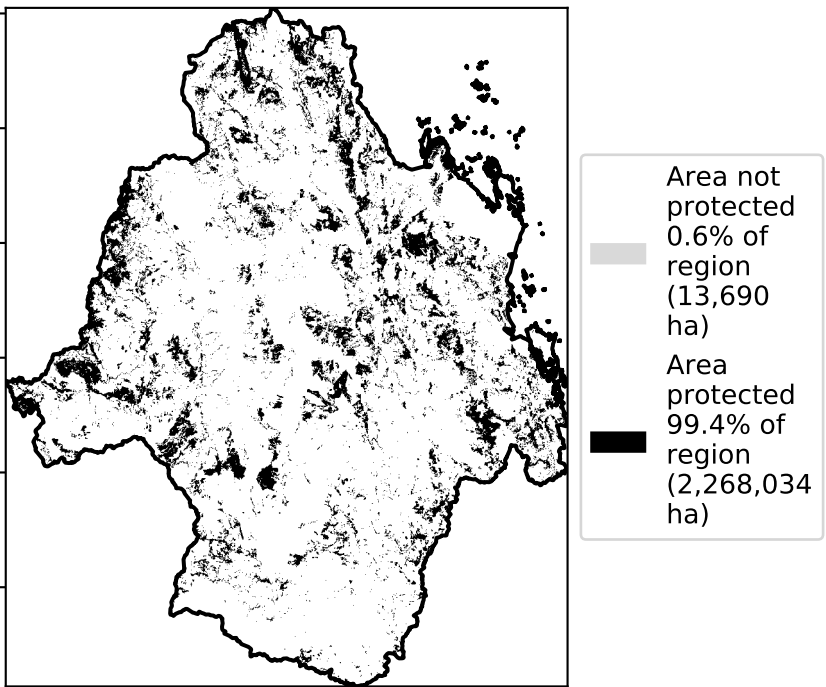 Area not
protected
0.6% of
region
(13,690
ha)
Area
protected
99.4% of
region
(2,268,034
ha)